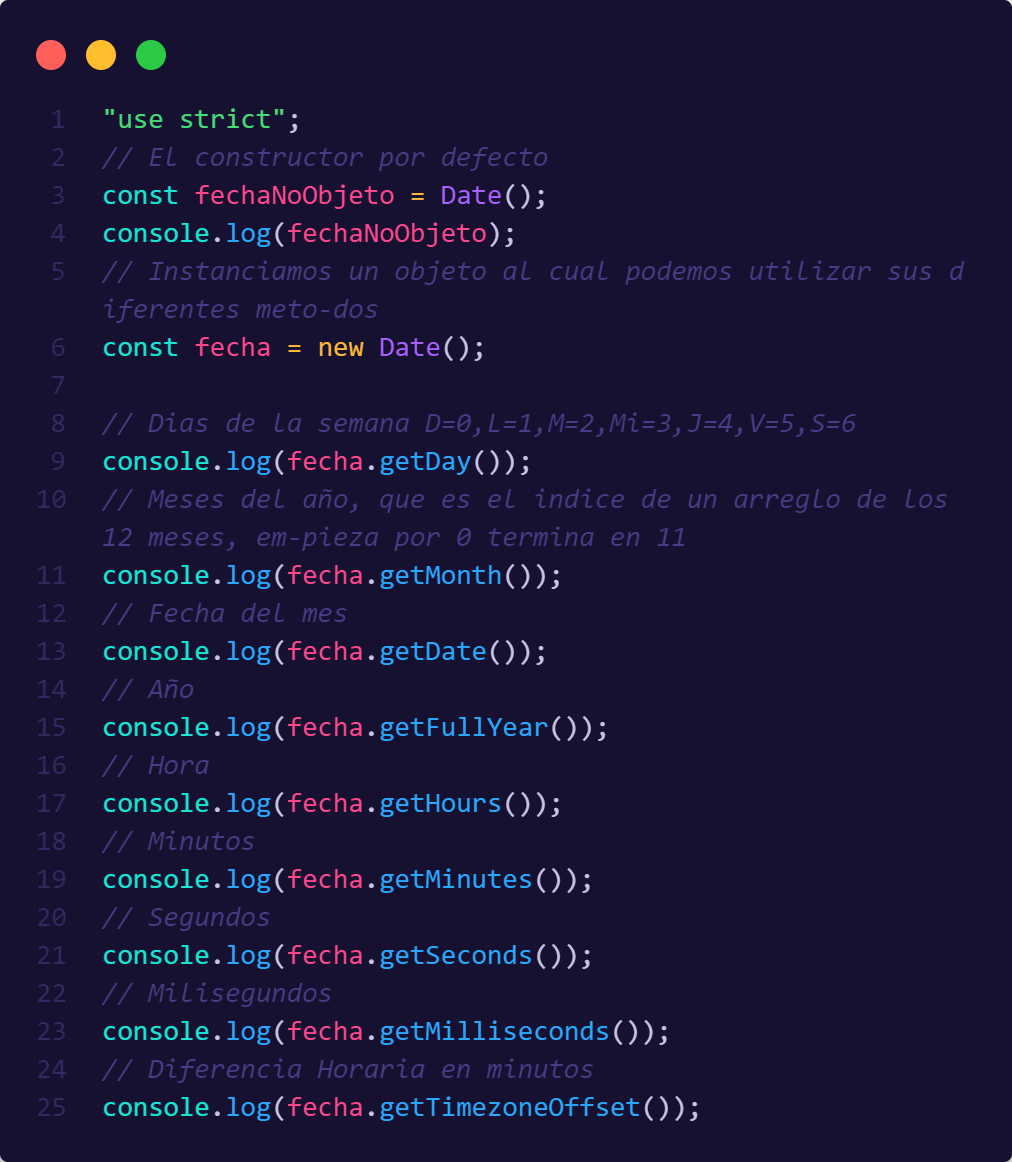 1 "use strict";
2 // El constructor por defecto
3 const fechaNoObjeto = Date();
4 console.log(fechaNoObjeto);
5 // Instanciamos un objeto al cual podemos utilizar sus d
iferentes meto-dos
6 const fecha = new Date();
7
8 // Dias de la semana D=0,L=1,M=2,Mi=3,J=4,V=5,S=6
9 console.log(fecha.getDay());
10 // Meses del año, que es el indice de un arreglo de los
12 meses, em-pieza por 0 termina en 11
11 console.log(fecha.getMonth());
12 // Fecha del mes
13 console.log(fecha.getDate());
14 // Año
15 console.log(fecha.getFullYear());
16 // Hora
17 console.log(fecha.getHours());
18 // Minutos
19 console.log(fecha.getMinutes());
20 // Segundos
21 console.log(fecha.getSeconds());
22 // Milisegundos
23 console.log(fecha.getMilliseconds());
24 // Diferencia Horaria en minutos
25 console.log(fecha.getTimezoneOffset());